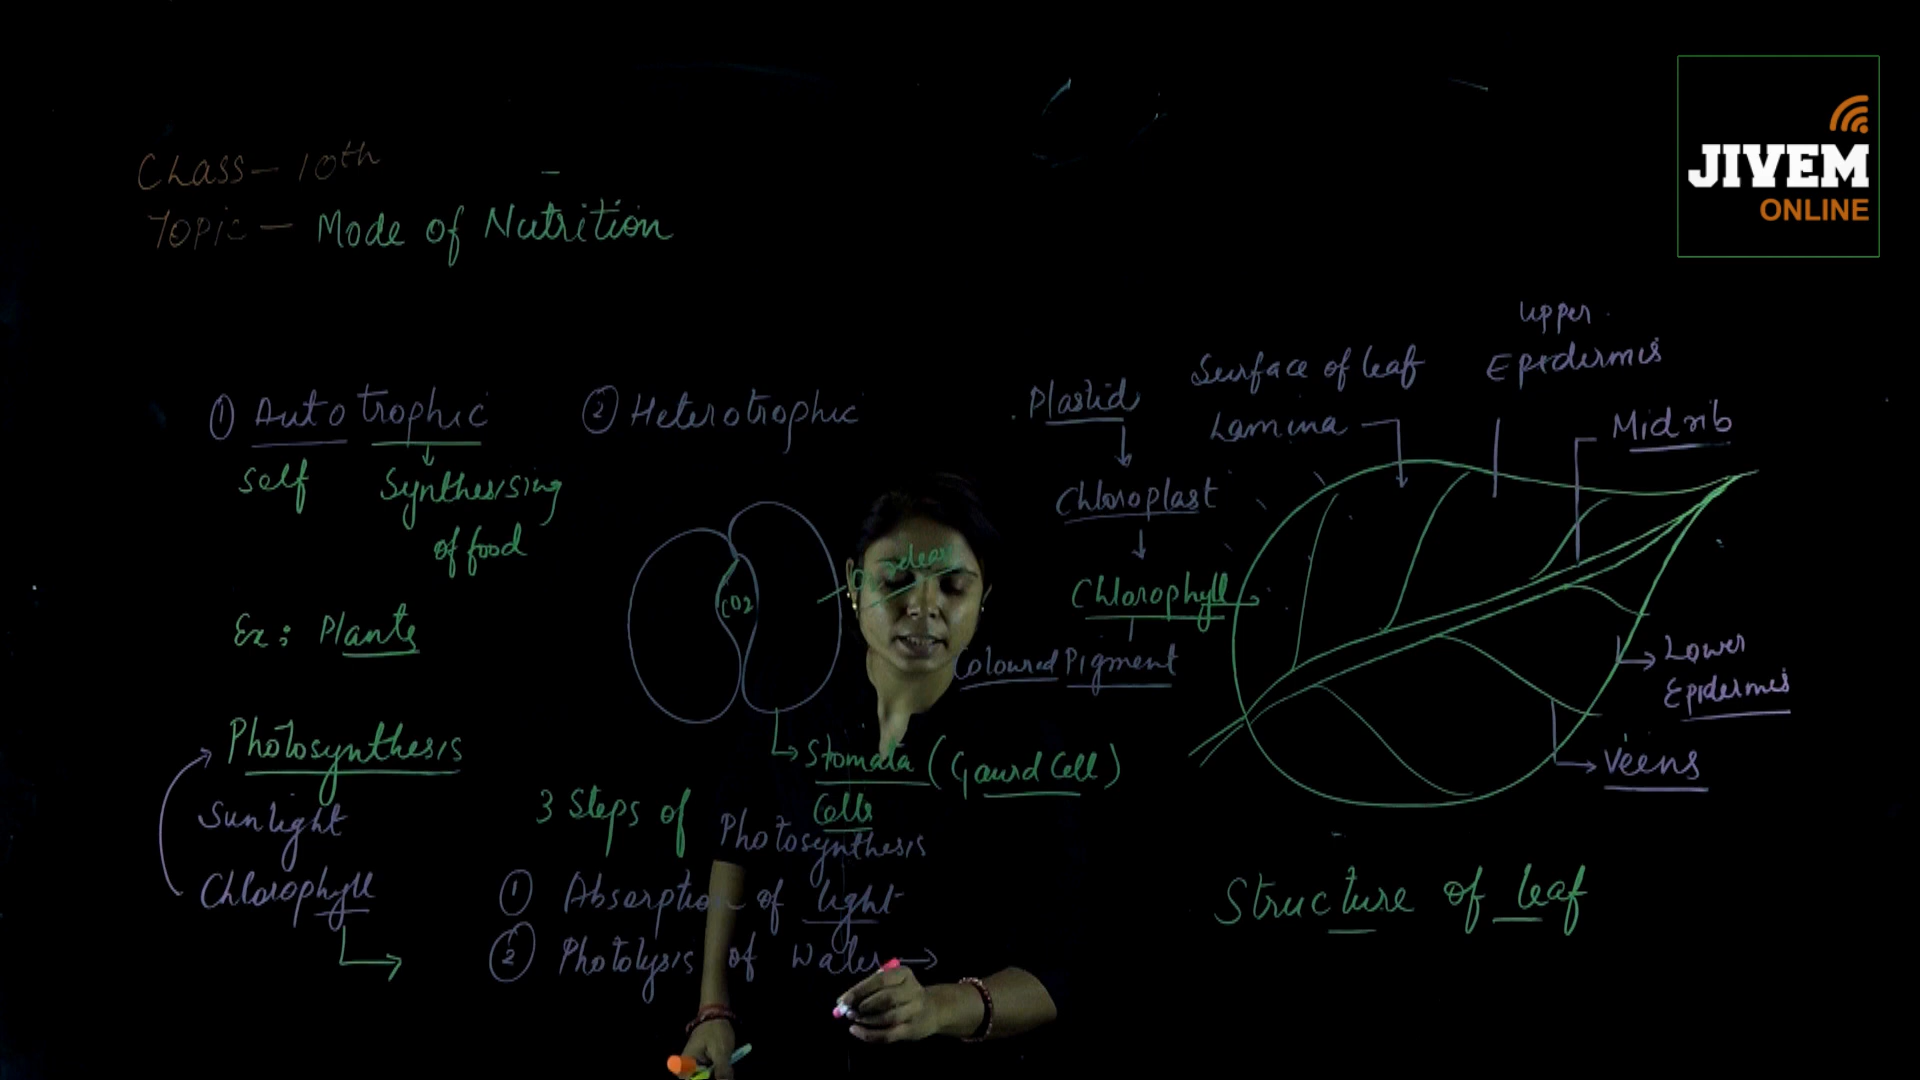 JIVEM
ONLINE
Class - 10th
Topic - Mode of Nutrition
① Autotrophic
self
Synthesising
of food
Ex: Plants
Photosynthesis
Sunlight
Chlorophyll
② Heterotrophic
CO2
Stomata (Gaurd Cell)
Cells
3 Steps of Photosynthesis
① Absorption of light
② Photolysis of Water →
Plastid
Chloroplast
Chlorophyll
Coloured Pigment
Surface of leaf
Lamina
Upper
Epidermis
Midrib
Lower
Epidermis
Veens
Structure of leaf